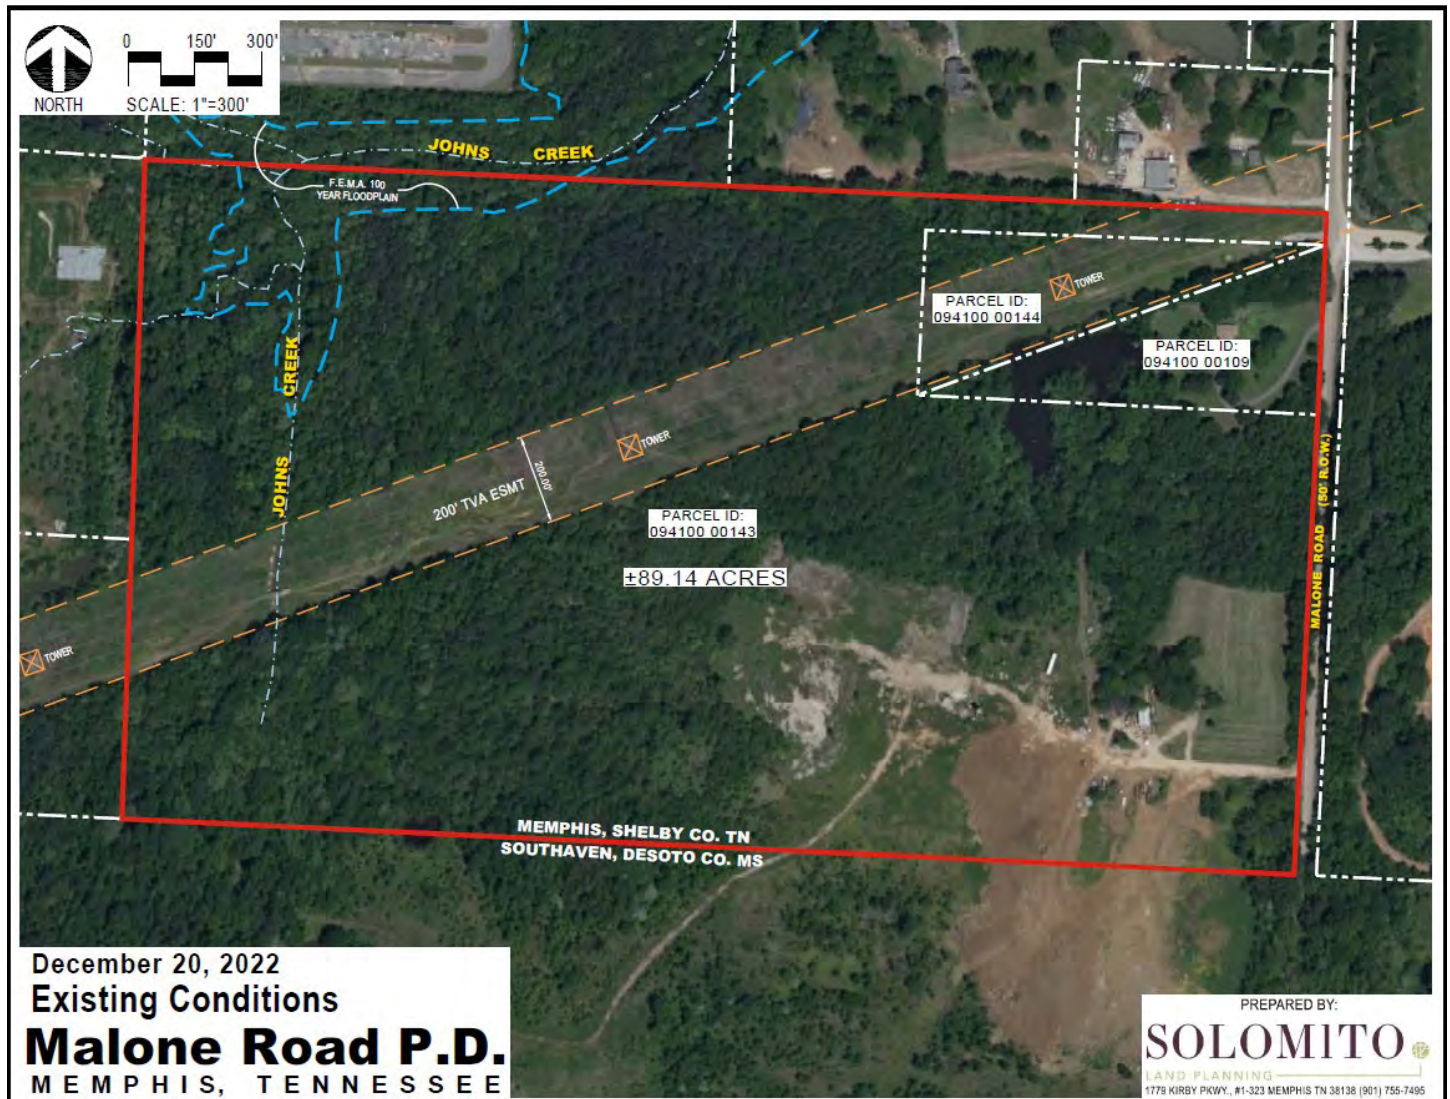 0 150' 300'
NORTH
SCALE: 1"=300'
JOHNS CREEK
F.E.M.A. 100
YEAR FLOODPLAIN
TOWER
PARCEL ID:
094100 00144
PARCEL ID:
094100 00109
CREEK
JOHNS
TOWER
200.00'
200' TVA ESMT
PARCEL ID:
094100 00143
±89.14 ACRES
MALONE ROAD (50' R.O.W.)
TOWER
MEMPHIS, SHELBY CO. TN
SOUTHAVEN, DESOTO CO. MS
December 20, 2022
Existing Conditions
Malone Road P.D.
MEMPHIS, TENNESSEE
PREPARED BY:
SOLOMITO
LAND PLANNING
1779 KIRBY PKWY., #1-323 MEMPHIS TN 38138 (901) 755-7495